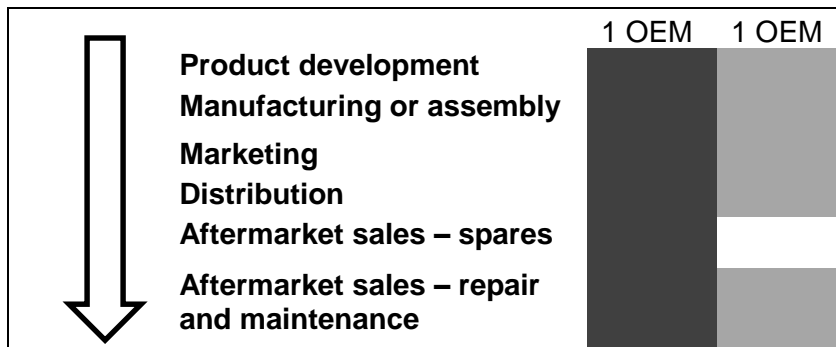 1 OEM 1 OEM
Product development
Manufacturing or assembly
Marketing
Distribution
Aftermarket sales – spares
Aftermarket sales – repair
and maintenance